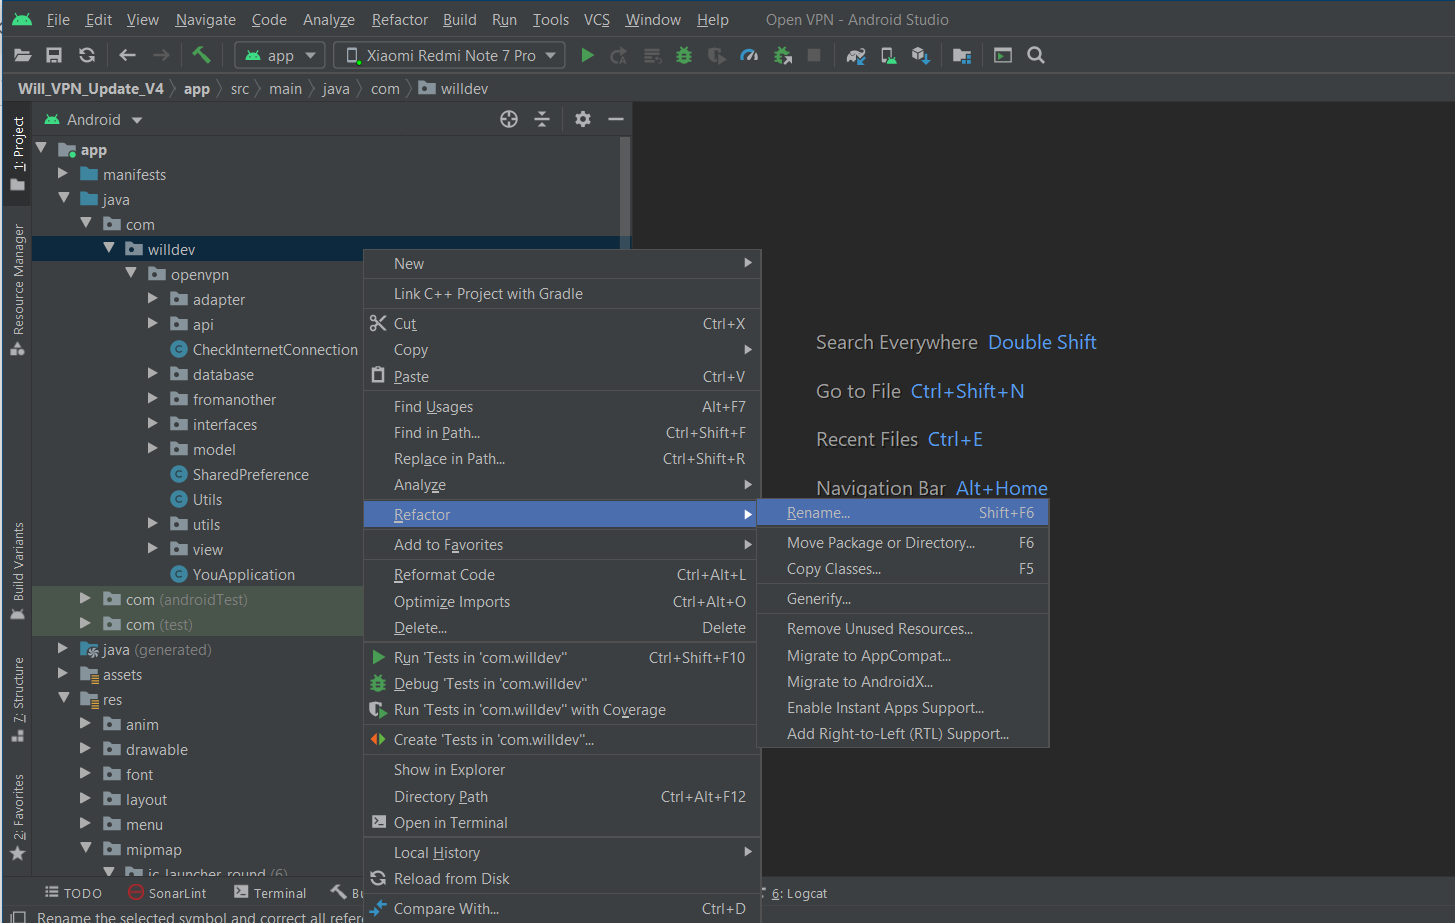 File Edit View Navigate Code Analyze Refactor Build Run Tools VCS Window Help Open VPN - Android Studio
app Xiaomi Redmi Note 7 Pro
Will_VPN_Update_V4 app src main java com willdev
Android
1: Project
Resource Manager
Build Variants
7: Structure
2: Favorites
app
manifests
java
com
willdev
openvpn
adapter
api
CheckInternetConnection
database
fromanother
interfaces
model
SharedPreference
Utils
utils
view
YouApplication
com (androidTest)
com (test)
java (generated)
assets
res
anim
drawable
font
layout
menu
mipmap
ic_launcher_round (6)
New
Link C++ Project with Gradle
Cut Ctrl+X
Copy
Paste Ctrl+V
Find Usages Alt+F7
Find in Path... Ctrl+Shift+F
Replace in Path... Ctrl+Shift+R
Analyze
Refactor
Add to Favorites
Reformat Code Ctrl+Alt+L
Optimize Imports Ctrl+Alt+O
Delete... Delete
Run 'Tests in 'com.willdev'' Ctrl+Shift+F10
Debug 'Tests in 'com.willdev''
Run 'Tests in 'com.willdev'' with Coverage
Create 'Tests in 'com.willdev''...
Show in Explorer
Directory Path Ctrl+Alt+F12
Open in Terminal
Local History
Reload from Disk
Compare With... Ctrl+D
Rename... Shift+F6
Move Package or Directory... F6
Copy Classes... F5
Generify...
Remove Unused Resources...
Migrate to AppCompat...
Migrate to AndroidX...
Enable Instant Apps Support...
Add Right-to-Left (RTL) Support...
Search Everywhere Double Shift
Go to File Ctrl+Shift+N
Recent Files Ctrl+E
Navigation Bar Alt+Home
TODO SonarLint Terminal Bu 6: Logcat
Rename the selected symbol and correct all refere